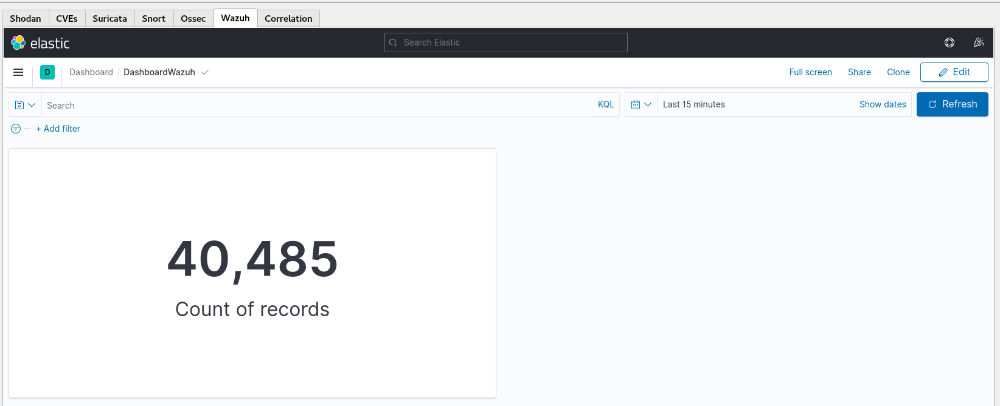 Shodan CVEs Suricata Snort Ossec Wazuh Correlation
elastic Search Elastic
D Dashboard / DashboardWazuh Full screen Share Clone Edit
Search KQL Last 15 minutes Show dates Refresh
+ Add filter
40,485
Count of records